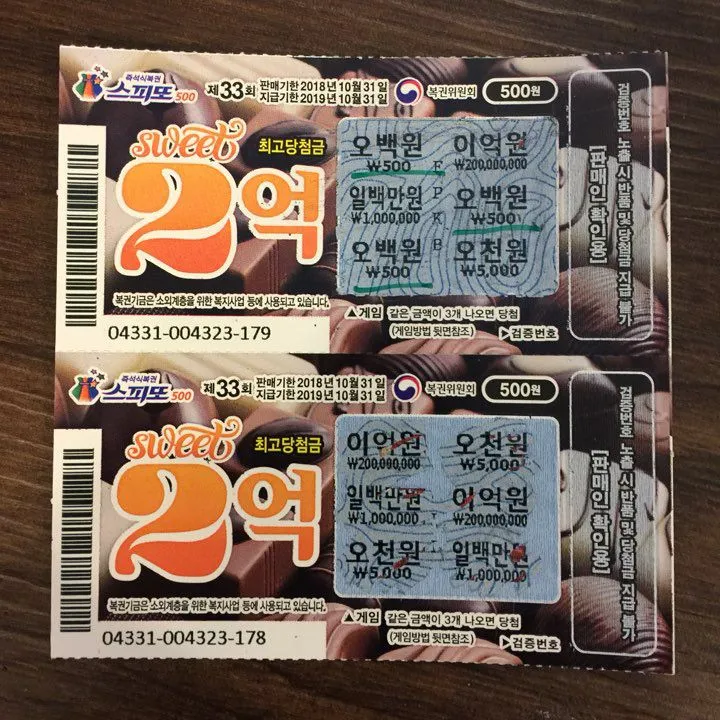 즉석식복권
스피또500
제33회
판매기한 2018년 10월 31일
지급기한 2019년 10월 31일
복권위원회
500원
sweet
최고당첨금
2억
오백원 이억원
₩500 F ₩200,000,000
일백만원 P 오백원
₩1,000,000 K ₩500
오백원 B 오천원
₩500 ₩5,000
복권기금은 소외계층을 위한 복지사업 등에 사용되고 있습니다.
04331-004323-179
▲게임 같은 금액이 3개 나오면 당첨
(게임방법 뒷면참조) ▶검증번호
검증번호 노출 시 반품 및 당첨금 지급 불가
[판매인 확인용]
즉석식복권
스피또500
제33회
판매기한 2018년 10월 31일
지급기한 2019년 10월 31일
복권위원회
500원
sweet
최고당첨금
2억
이억원 오천원
₩200,000,000 ₩5,000
일백만원 이억원
₩1,000,000 ₩200,000,000
오천원 일백만원
₩5,000 ₩1,000,000
복권기금은 소외계층을 위한 복지사업 등에 사용되고 있습니다.
04331-004323-178
▲게임 같은 금액이 3개 나오면 당첨
(게임방법 뒷면참조) ▶검증번호
검증번호 노출 시 반품 및 당첨금 지급 불가
[판매인 확인용]